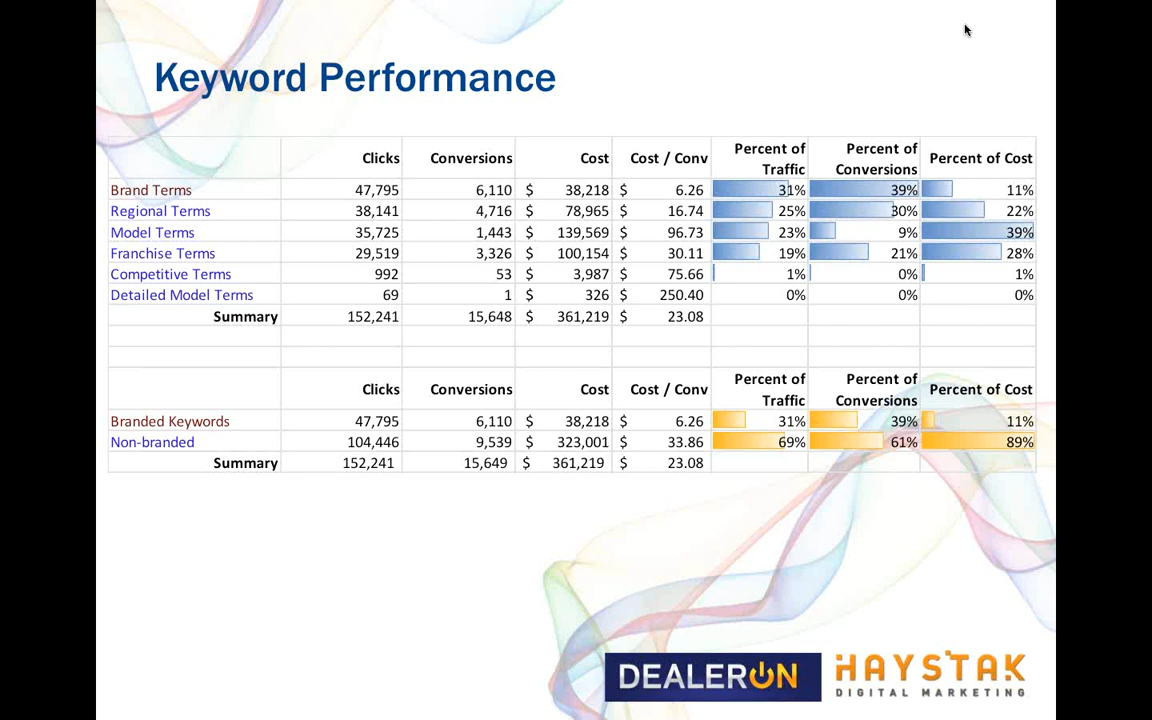 Keyword Performance
Clicks Conversions Cost Cost / Conv Percent of Traffic Percent of Conversions Percent of Cost
Brand Terms 47,795 6,110 $ 38,218 $ 6.26 31% 39% 11%
Regional Terms 38,141 4,716 $ 78,965 $ 16.74 25% 30% 22%
Model Terms 35,725 1,443 $ 139,569 $ 96.73 23% 9% 39%
Franchise Terms 29,519 3,326 $ 100,154 $ 30.11 19% 21% 28%
Competitive Terms 992 53 $ 3,987 $ 75.66 1% 0% 1%
Detailed Model Terms 69 1 $ 326 $ 250.40 0% 0% 0%
Summary 152,241 15,648 $ 361,219 $ 23.08
Clicks Conversions Cost Cost / Conv Percent of Traffic Percent of Conversions Percent of Cost
Branded Keywords 47,795 6,110 $ 38,218 $ 6.26 31% 39% 11%
Non-branded 104,446 9,539 $ 323,001 $ 33.86 69% 61% 89%
Summary 152,241 15,649 $ 361,219 $ 23.08
DEALERON
HAYSTAK
DIGITAL MARKETING